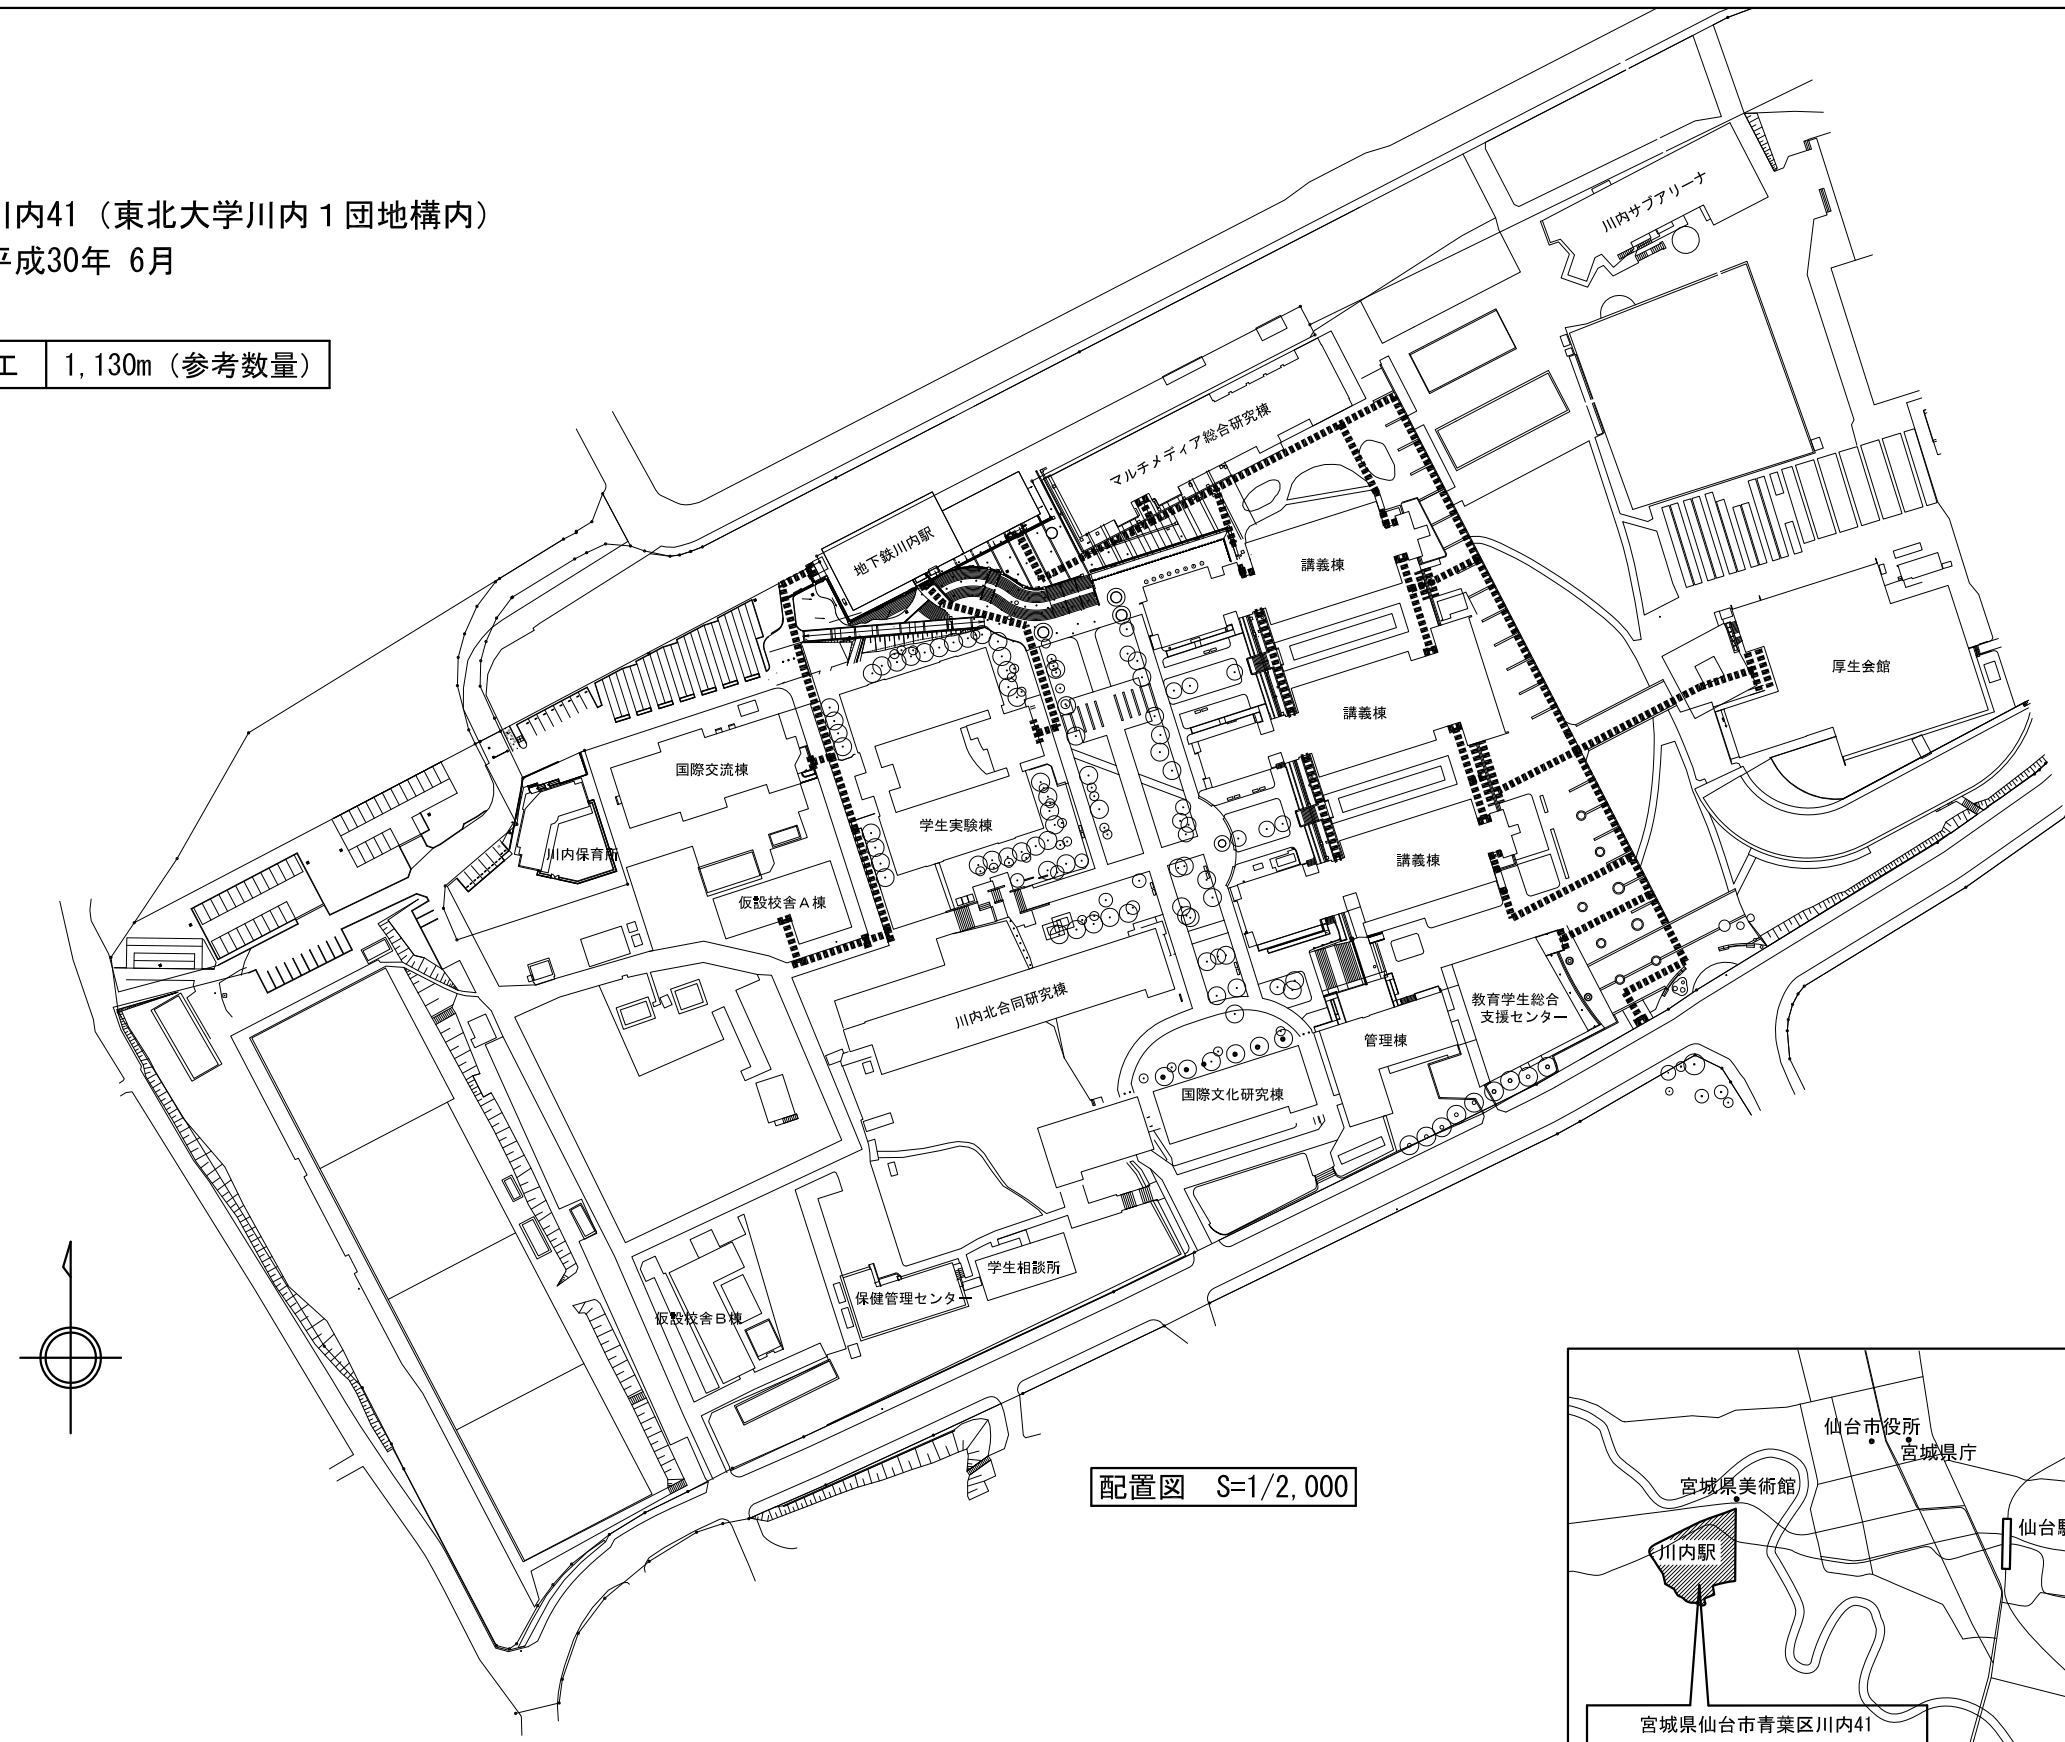 川内41（東北大学川内１団地構内）
平成30年 6月
工 1,130m（参考数量）
川内サブアリーナ
マルチメディア総合研究棟
地下鉄川内駅
講義棟
厚生会館
講義棟
国際交流棟
学生実験棟
川内保育所
講義棟
仮設校舎Ａ棟
川内北合同研究棟
教育学生総合
支援センター
管理棟
国際文化研究棟
学生相談所
保健管理センター
仮設校舎Ｂ棟
配置図 S=1/2,000
仙台市役所
宮城県庁
宮城県美術館
仙台駅
川内駅
宮城県仙台市青葉区川内41